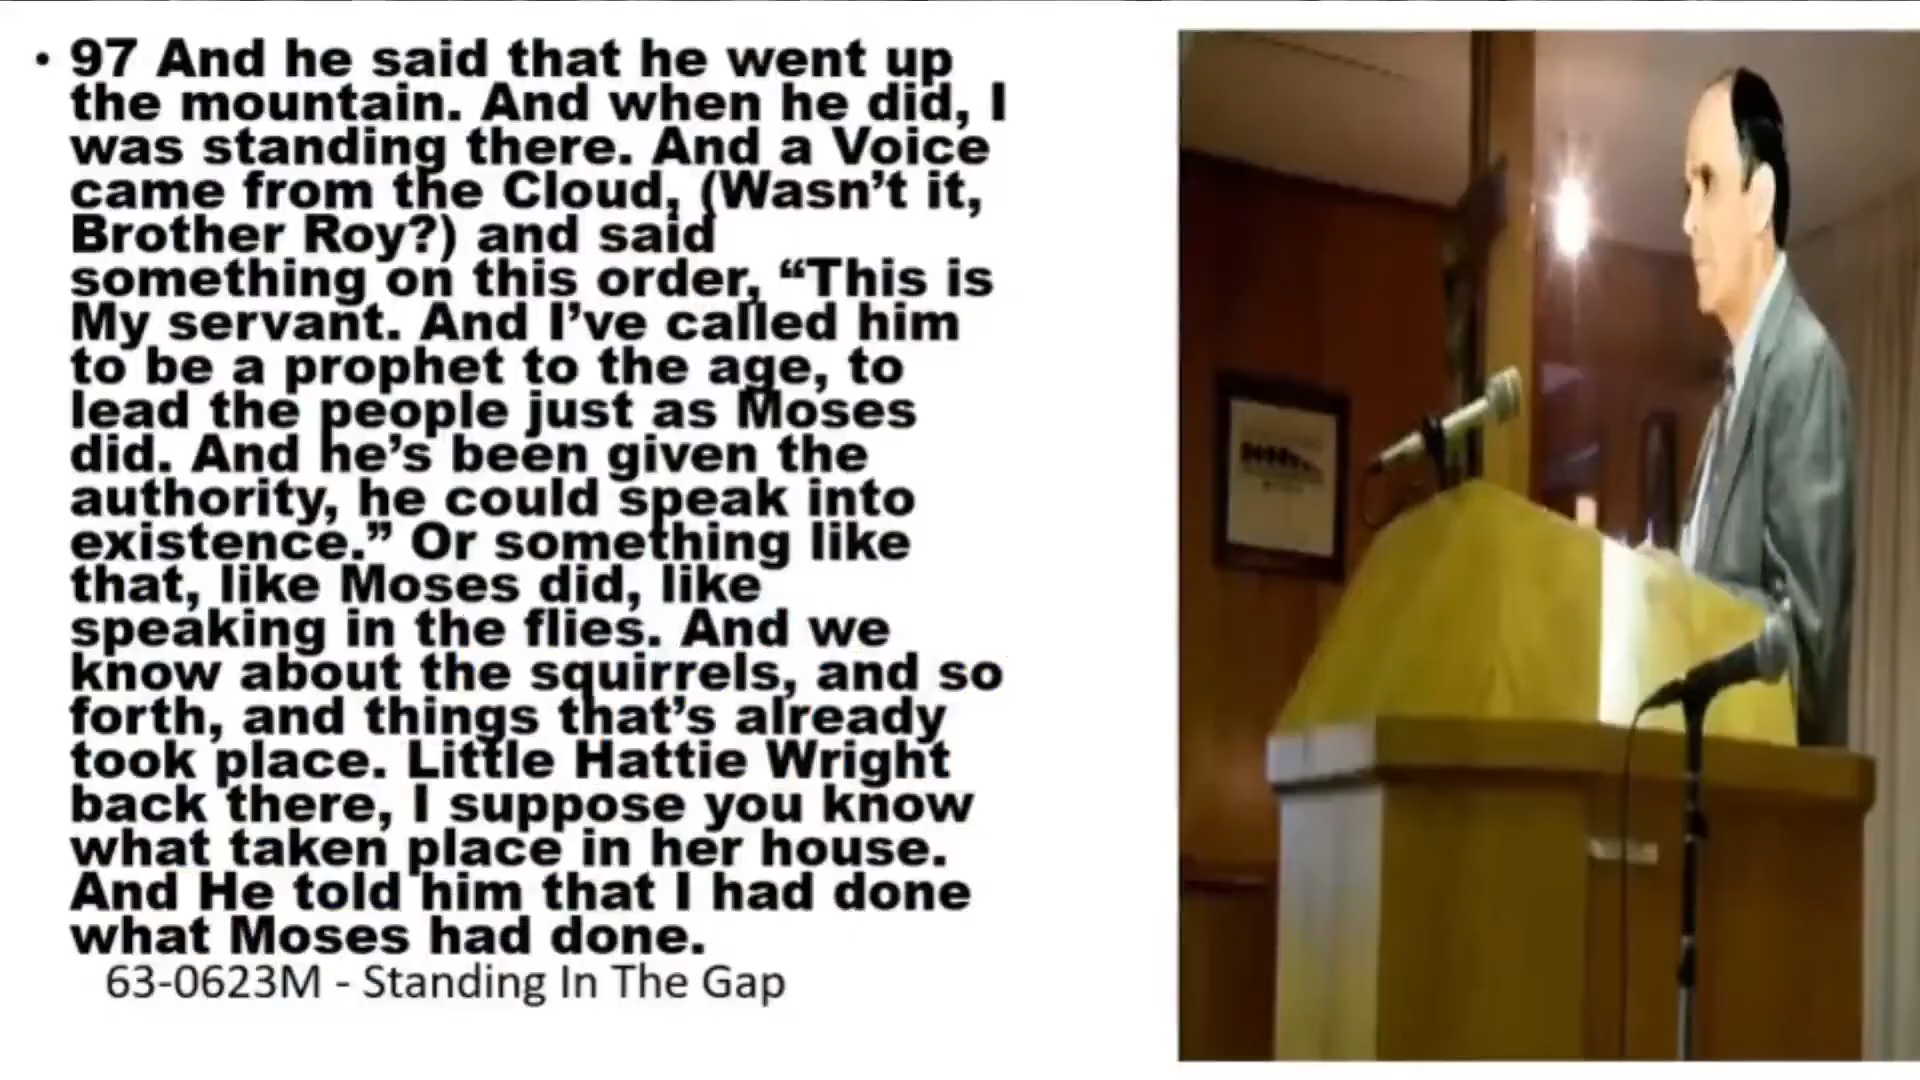 • 97 And he said that he went up
the mountain. And when he did, I
was standing there. And a Voice
came from the Cloud, (Wasn’t it,
Brother Roy?) and said
something on this order, “This is
My servant. And I’ve called him
to be a prophet to the age, to
lead the people just as Moses
did. And he’s been given the
authority, he could speak into
existence.” Or something like
that, like Moses did, like
speaking in the flies. And we
know about the squirrels, and so
forth, and things that’s already
took place. Little Hattie Wright
back there, I suppose you know
what taken place in her house.
And He told him that I had done
what Moses had done.
63-0623M - Standing In The Gap